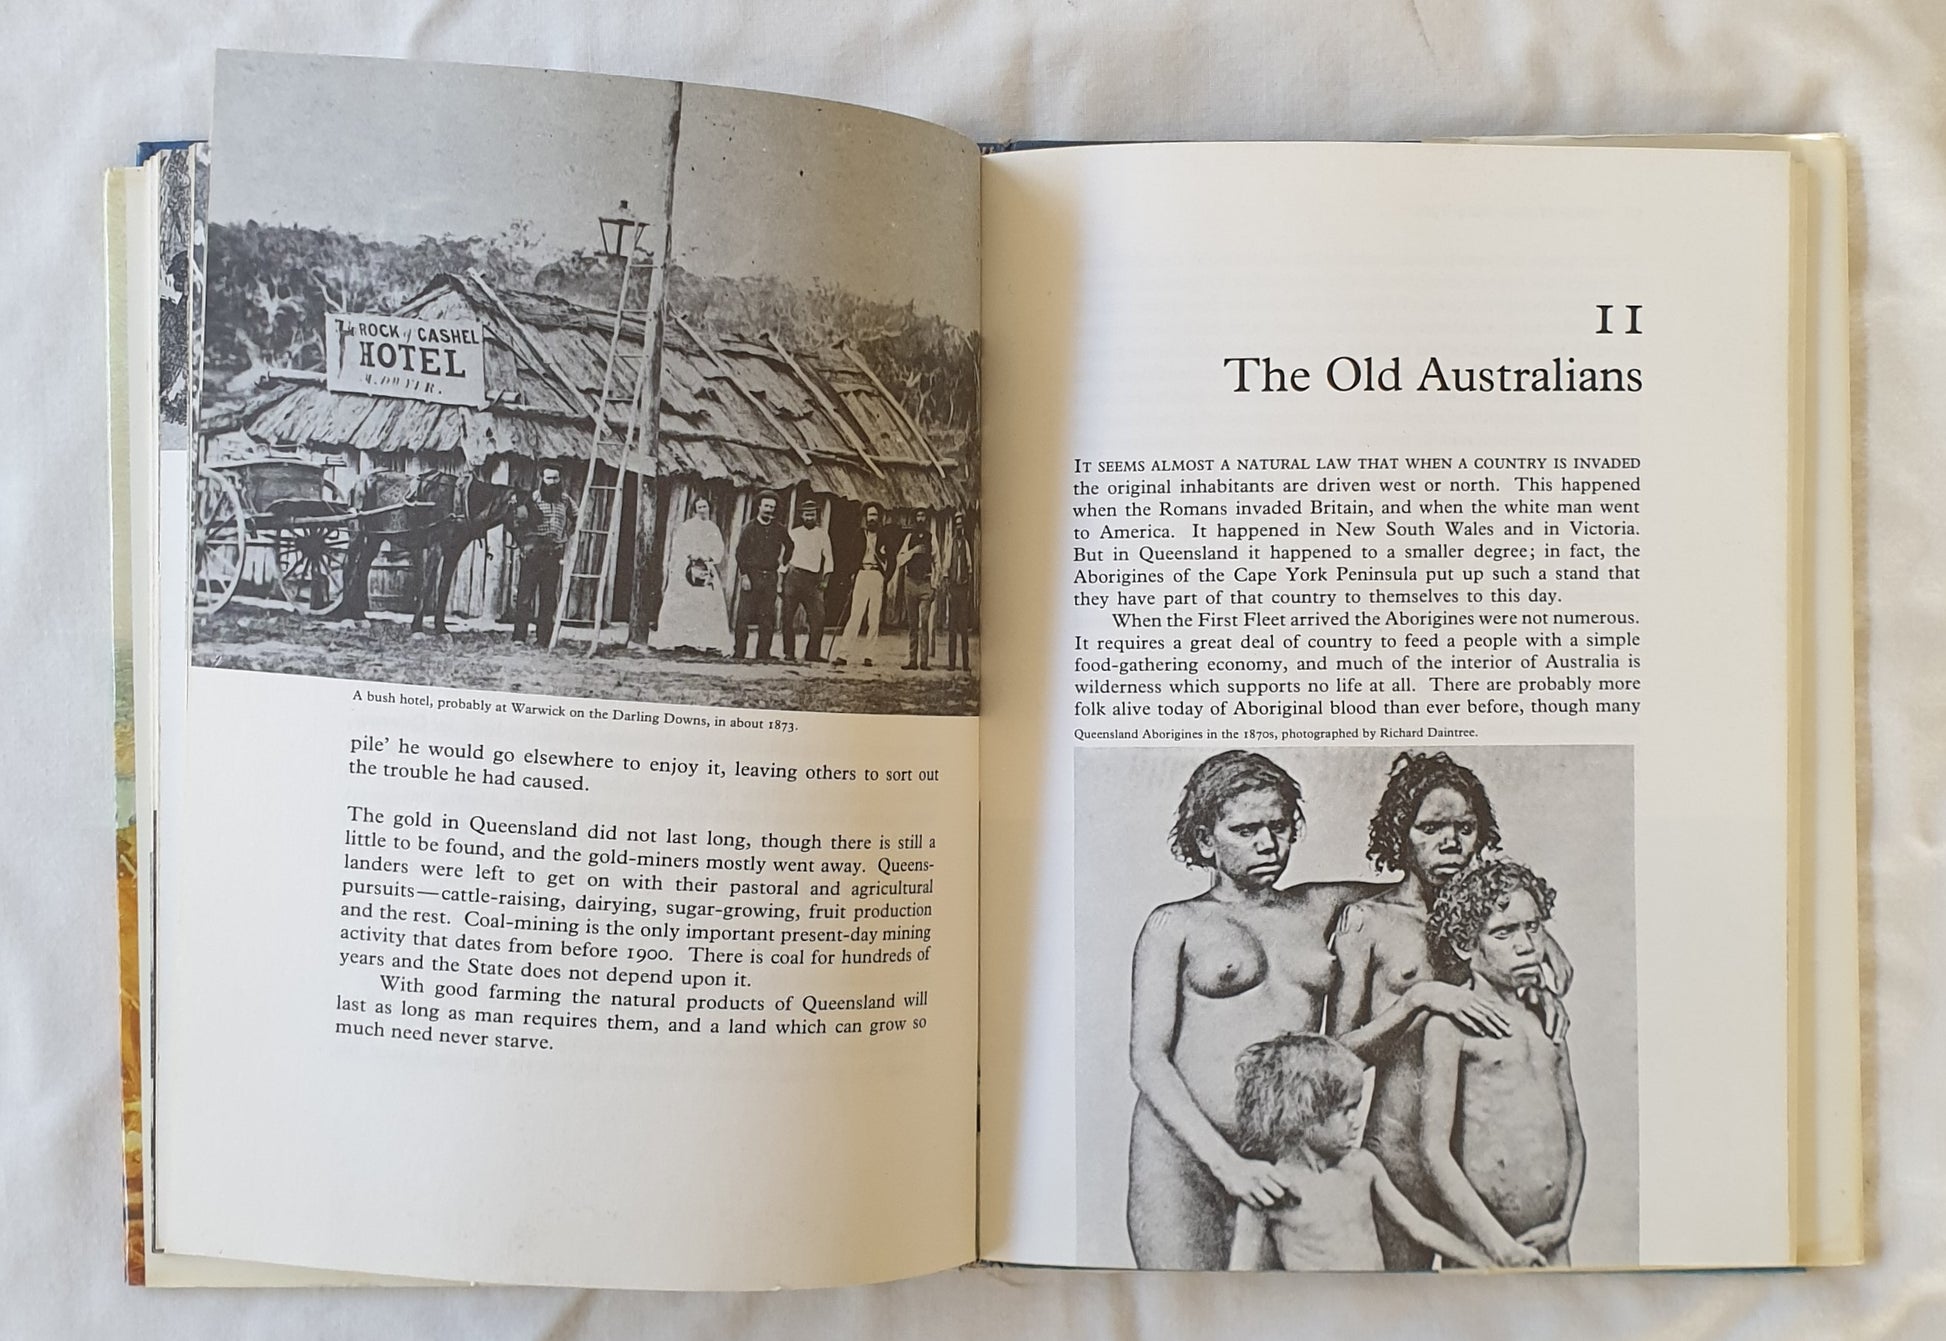 The ROCK of CASHEL
HOTEL
A bush hotel, probably at Warwick on the Darling Downs, in about 1873.
pile’ he would go elsewhere to enjoy it, leaving others to sort out
the trouble he had caused.
The gold in Queensland did not last long, though there is still a
little to be found, and the gold-miners mostly went away. Queens-
landers were left to get on with their pastoral and agricultural
pursuits—cattle-raising, dairying, sugar-growing, fruit production
and the rest. Coal-mining is the only important present-day mining
activity that dates from before 1900. There is coal for hundreds of
years and the State does not depend upon it.
With good farming the natural products of Queensland will
last as long as man requires them, and a land which can grow so
much need never starve.
11
The Old Australians
IT SEEMS ALMOST A NATURAL LAW THAT WHEN A COUNTRY IS INVADED
the original inhabitants are driven west or north. This happened
when the Romans invaded Britain, and when the white man went
to America. It happened in New South Wales and in Victoria.
But in Queensland it happened to a smaller degree; in fact, the
Aborigines of the Cape York Peninsula put up such a stand that
they have part of that country to themselves to this day.
When the First Fleet arrived the Aborigines were not numerous.
It requires a great deal of country to feed a people with a simple
food-gathering economy, and much of the interior of Australia is
wilderness which supports no life at all. There are probably more
folk alive today of Aboriginal blood than ever before, though many
Queensland Aborigines in the 1870s, photographed by Richard Daintree.